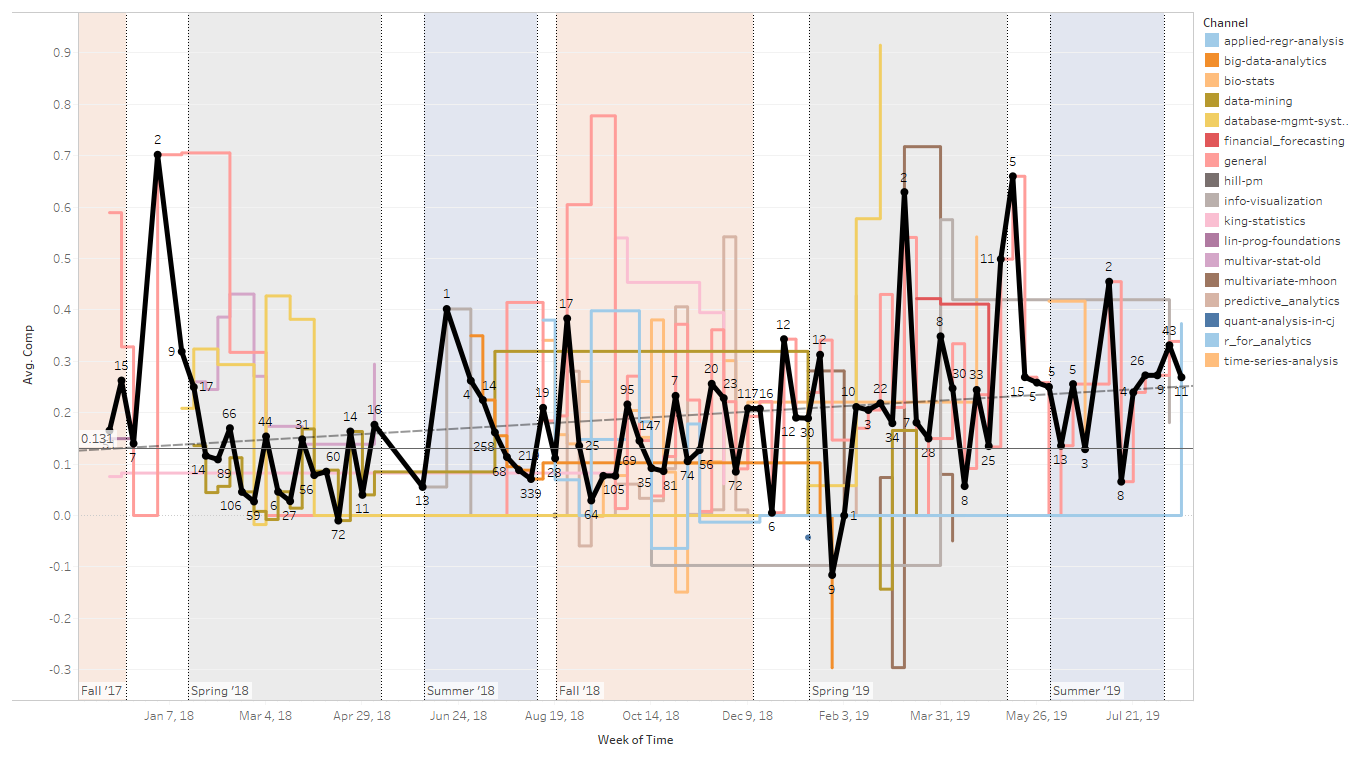 Channel
applied-regr-analysis
big-data-analytics
bio-stats
data-mining
database-mgmt-syst..
financial_forecasting
general
hill-pm
info-visualization
king-statistics
lin-prog-foundations
multivar-stat-old
multivariate-mhoon
predictive_analytics
quant-analysis-in-cj
r_for_analytics
time-series-analysis
Avg. Comp
0.9
0.8
0.7
0.6
0.5
0.4
0.3
0.2
0.1
0.0
-0.1
-0.2
-0.3
0.131
15
7
2
9
17
14
89
66
106
59
44
6
27
31
56
60
72
14
11
16
13
1
4
14
258
68
339
19
28
17
25
64
105
95
147
169
35
81
7
74
56
20
23
72
117
16
6
12
12
30
12
9
1
10
3
22
34
2
7
28
8
30
8
33
25
11
5
15
5
5
13
5
3
2
8
4
26
9
43
11
Fall '17
Spring '18
Summer '18
Fall '18
Spring '19
Summer '19
Jan 7, 18
Mar 4, 18
Apr 29, 18
Jun 24, 18
Aug 19, 18
Oct 14, 18
Dec 9, 18
Feb 3, 19
Mar 31, 19
May 26, 19
Jul 21, 19
Week of Time